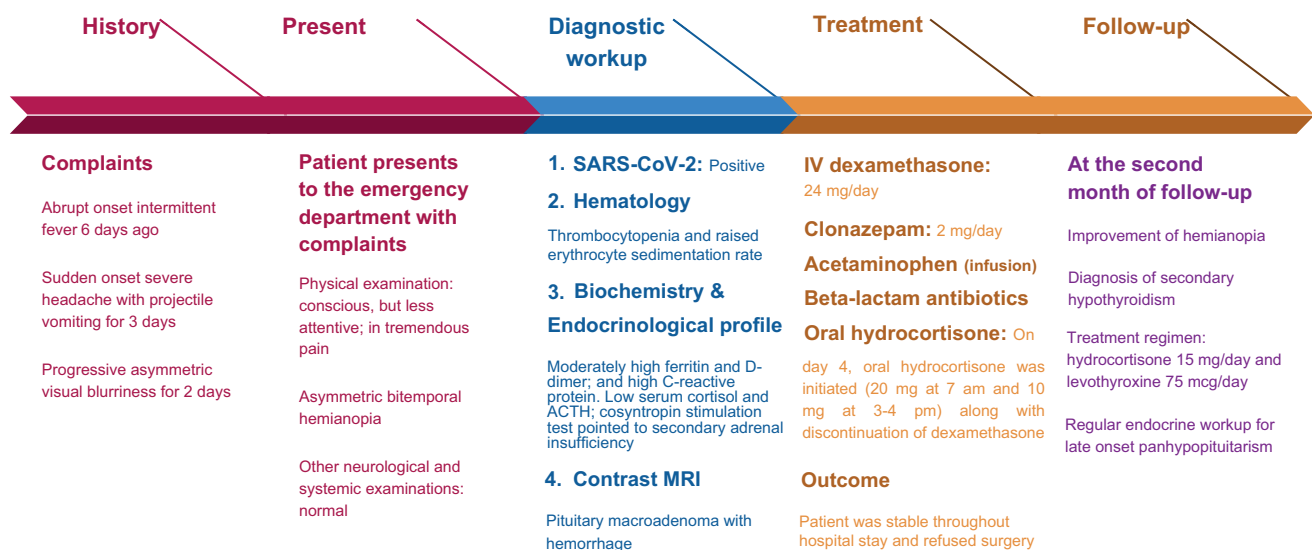 History
Present
Diagnostic
workup
Treatment
Follow-up
Complaints
Abrupt onset intermittent
fever 6 days ago
Sudden onset severe
headache with projectile
vomiting for 3 days
Progressive asymmetric
visual blurriness for 2 days
Patient presents
to the emergency
department with
complaints
Physical examination:
conscious, but less
attentive; in tremendous
pain
Asymmetric bitemporal
hemianopia
Other neurological and
systemic examinations:
normal
1. SARS-CoV-2: Positive
2. Hematology
Thrombocytopenia and raised
erythrocyte sedimentation rate
3. Biochemistry &
Endocrinological profile
Moderately high ferritin and D-
dimer; and high C-reactive
protein. Low serum cortisol and
ACTH; cosyntropin stimulation
test pointed to secondary adrenal
insufficiency
4. Contrast MRI
Pituitary macroadenoma with
hemorrhage
IV dexamethasone:
24 mg/day
Clonazepam: 2 mg/day
Acetaminophen (infusion)
Beta-lactam antibiotics
Oral hydrocortisone: On
day 4, oral hydrocortisone was
initiated (20 mg at 7 am and 10
mg at 3-4 pm) along with
discontinuation of dexamethasone
Outcome
Patient was stable throughout
hospital stay and refused surgery
At the second
month of follow-up
Improvement of hemianopia
Diagnosis of secondary
hypothyroidism
Treatment regimen:
hydrocortisone 15 mg/day and
levothyroxine 75 mcg/day
Regular endocrine workup for
late onset panhypopituitarism